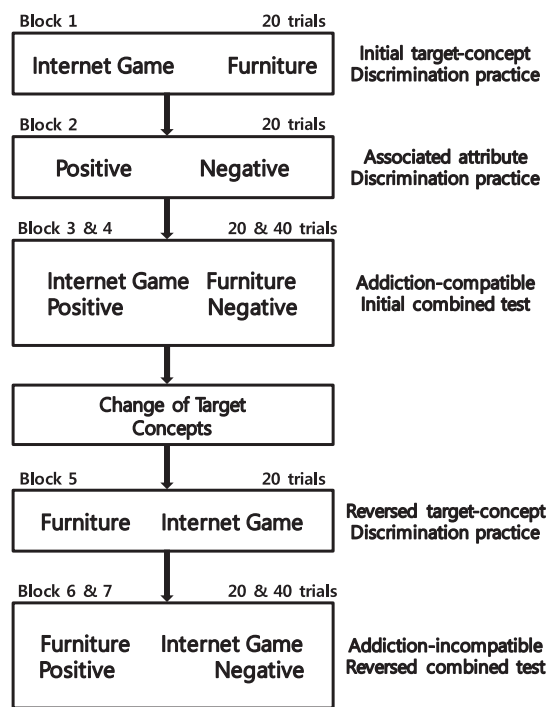 Block 1 20 trials
Internet Game Furniture
Initial target-concept
Discrimination practice
Block 2 20 trials
Positive Negative
Associated attribute
Discrimination practice
Block 3 & 4 20 & 40 trials
Internet Game Furniture
Positive Negative
Addiction-compatible
Initial combined test
Change of Target
Concepts
Block 5 20 trials
Furniture Internet Game
Reversed target-concept
Discrimination practice
Block 6 & 7 20 & 40 trials
Furniture Internet Game
Positive Negative
Addiction-incompatible
Reversed combined test